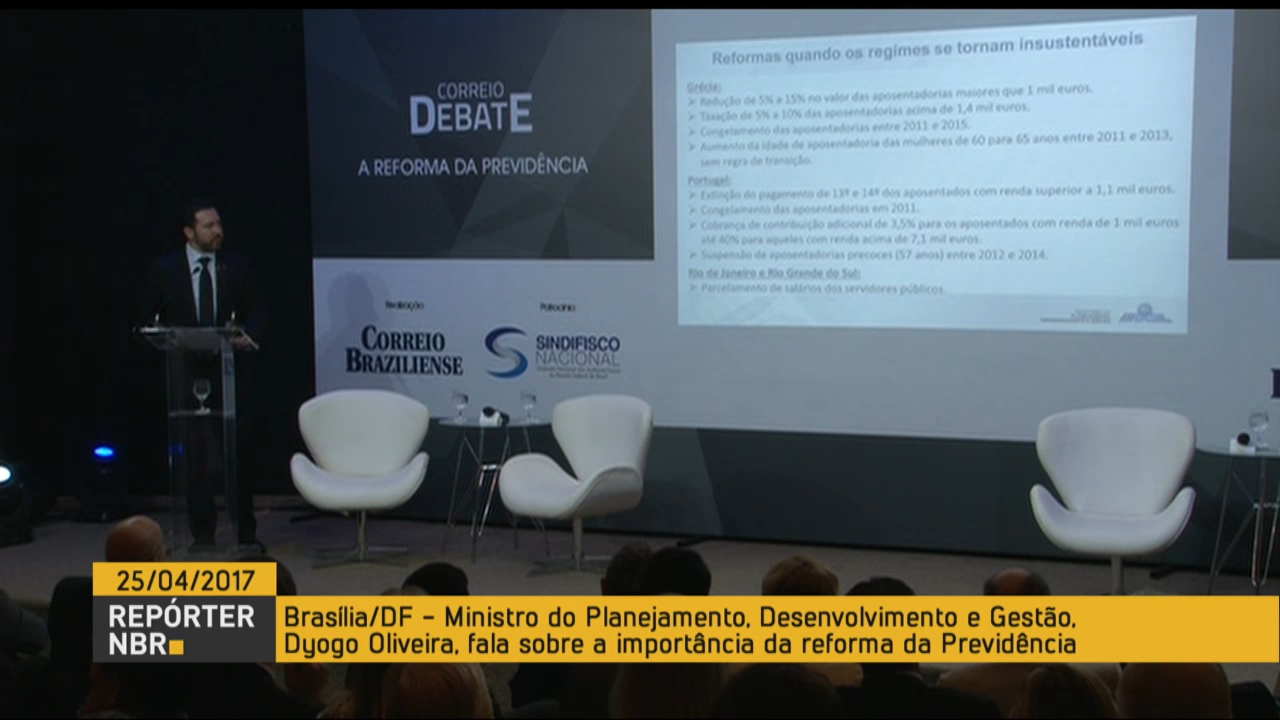 CORREIO
DEBATE
A REFORMA DA PREVIDÊNCIA
Realização:
CORREIO
BRAZILIENSE
Patrocínio:
SINDIFISCO
NACIONAL
Reformas quando os regimes se tornam insustentáveis
Grécia:
➢ Redução de 5% a 15% no valor das aposentadorias maiores que 1 mil euros.
➢ Taxação de 5% a 10% das aposentadorias acima de 1,4 mil euros.
➢ Congelamento das aposentadorias entre 2011 e 2015.
➢ Aumento da idade de aposentadoria das mulheres de 60 para 65 anos entre 2011 e 2013,
sem regra de transição.
Portugal:
➢ Extinção do pagamento de 13º e 14º dos aposentados com renda superior a 1,1 mil euros.
➢ Congelamento das aposentadorias em 2011.
➢ Cobrança de contribuição adicional de 3,5% para os aposentados com renda de 1 mil euros
até 40% para aqueles com renda acima de 7,1 mil euros.
➢ Suspensão de aposentadorias precoces (57 anos) entre 2012 e 2014.
Rio de Janeiro e Rio Grande do Sul:
➢ Parcelamento de salários dos servidores públicos.
25/04/2017
REPÓRTER
NBR
Brasília/DF - Ministro do Planejamento, Desenvolvimento e Gestão,
Dyogo Oliveira, fala sobre a importância da reforma da Previdência